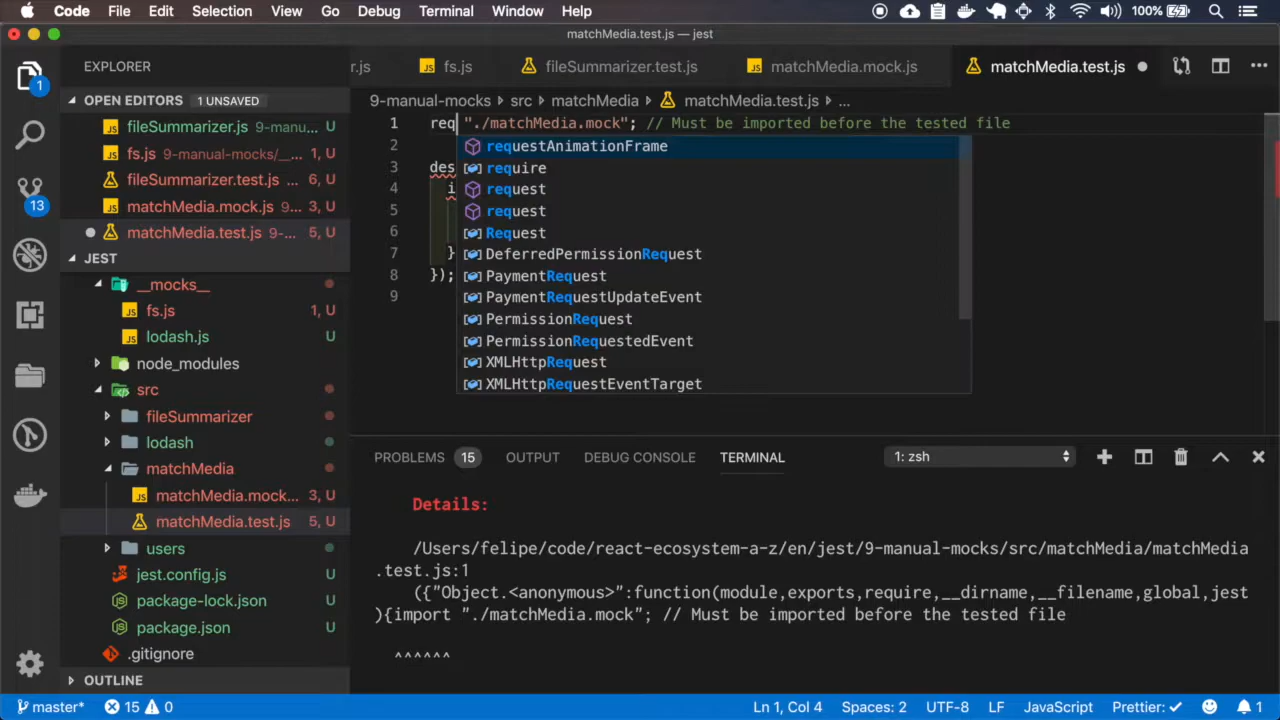 Code File Edit Selection View Go Debug Terminal Window Help 100%
matchMedia.test.js — jest
EXPLORER
r.js fs.js fileSummarizer.test.js matchMedia.mock.js matchMedia.test.js
OPEN EDITORS 1 UNSAVED
fileSummarizer.js 9-manu... U
fs.js 9-manual-mocks/__... 1, U
fileSummarizer.test.js ... 6, U
matchMedia.mock.js 9... 3, U
matchMedia.test.js 9-... 5, U
JEST
__mocks__
fs.js 1, U
lodash.js U
node_modules
src
fileSummarizer
lodash
matchMedia
matchMedia.mock... 3, U
matchMedia.test.js 5, U
users
jest.config.js U
package-lock.json U
package.json U
.gitignore
OUTLINE
1
13
9-manual-mocks › src › matchMedia › matchMedia.test.js › ...
1 req "./matchMedia.mock"; // Must be imported before the tested file
2
3 des
4 i
5
6
7 }
8 });
9
requestAnimationFrame
require
request
request
Request
DeferredPermissionRequest
PaymentRequest
PaymentRequestUpdateEvent
PermissionRequest
PermissionRequestedEvent
XMLHttpRequest
XMLHttpRequestEventTarget
PROBLEMS 15 OUTPUT DEBUG CONSOLE TERMINAL 1: zsh
Details:
/Users/felipe/code/react-ecosystem-a-z/en/jest/9-manual-mocks/src/matchMedia/matchMedia
.test.js:1
({"Object.<anonymous>":function(module,exports,require,__dirname,__filename,global,jest
){import "./matchMedia.mock"; // Must be imported before the tested file
^^^^^^
master* 15 0 Ln 1, Col 4 Spaces: 2 UTF-8 LF JavaScript Prettier: ✓ 1